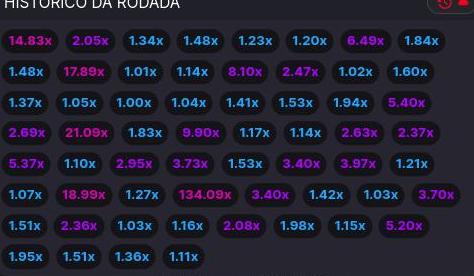 HISTÓRICO DA RODADA
14.83x 2.05x 1.34x 1.48x 1.23x 1.20x 6.49x 1.84x
1.48x 17.89x 1.01x 1.14x 8.10x 2.47x 1.02x 1.60x
1.37x 1.05x 1.00x 1.04x 1.41x 1.53x 1.94x 5.40x
2.69x 21.09x 1.83x 9.90x 1.17x 1.14x 2.63x 2.37x
5.37x 1.10x 2.95x 3.73x 1.53x 3.40x 3.97x 1.21x
1.07x 18.99x 1.27x 134.09x 3.40x 1.42x 1.03x 3.70x
1.51x 2.36x 1.03x 1.16x 2.08x 1.98x 1.15x 5.20x
1.95x 1.51x 1.36x 1.11x